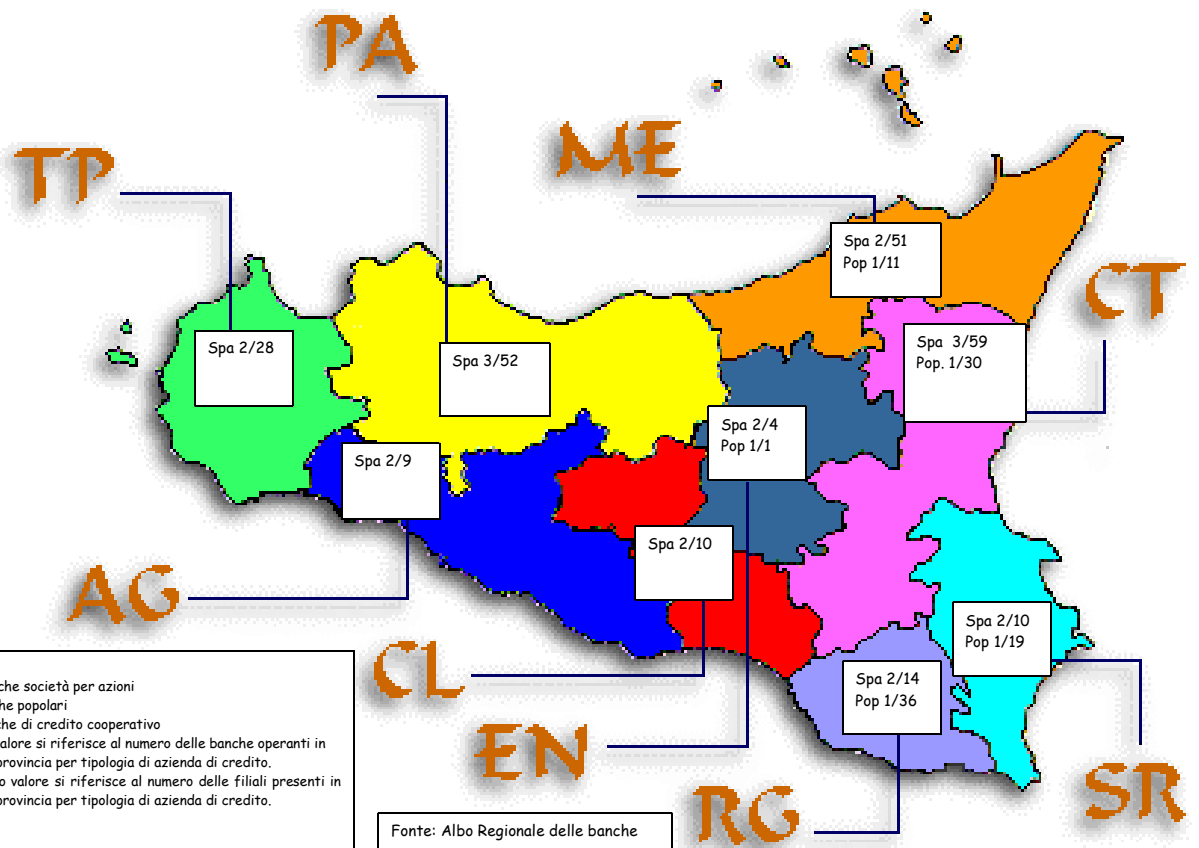 PA
ME
TP
CT
Spa 2/51
Pop 1/11
Spa 2/28
Spa 3/52
Spa 3/59
Pop. 1/30
Spa 2/4
Pop 1/1
Spa 2/9
Spa 2/10
AG
CL
EN
RG
SR
Spa 2/10
Pop 1/19
Spa 2/14
Pop 1/36
società per azioni
popolari
di credito cooperativo
si riferisce al numero delle banche operanti in
provincia per tipologia di azienda di credito.
valore si riferisce al numero delle filiali presenti in
provincia per tipologia di azienda di credito.
Fonte: Albo Regionale delle banche